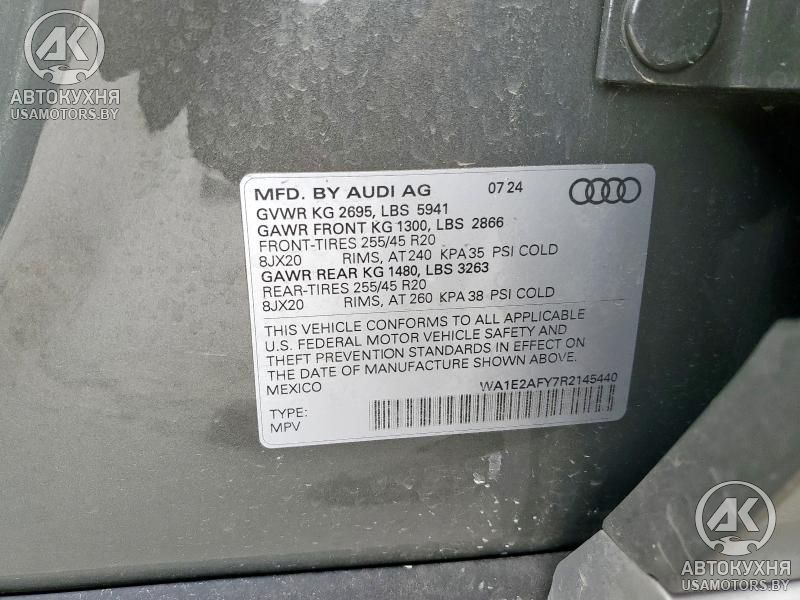 AK
АВТОКУХНЯ
USAMOTORS.BY
MFD. BY AUDI AG 07 24
GVWR KG 2695, LBS 5941
GAWR FRONT KG 1300, LBS 2866
FRONT-TIRES 255/45 R20
8JX20 RIMS, AT 240 KPA 35 PSI COLD
GAWR REAR KG 1480, LBS 3263
REAR-TIRES 255/45 R20
8JX20 RIMS, AT 260 KPA 38 PSI COLD
THIS VEHICLE CONFORMS TO ALL APPLICABLE
U.S. FEDERAL MOTOR VEHICLE SAFETY AND
THEFT PREVENTION STANDARDS IN EFFECT ON
THE DATE OF MANUFACTURE SHOWN ABOVE.
MEXICO WA1E2AFY7R2145440
TYPE:
MPV
AK
АВТОКУХНЯ
USAMOTORS.BY